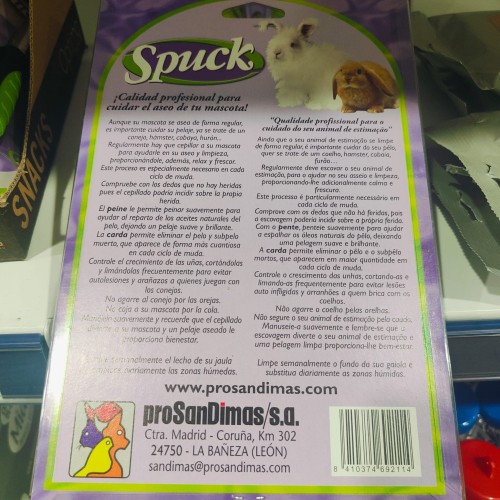 Spuck
SNAKS
¡Calidad profesional para
cuidar el aseo de tu mascota!
Aunque su mascota se asea de forma regular,
es importante cuidar su pelaje, ya se trate de un
conejo, hámster, cobaya, hurón...
Regularmente hay que cepillar a su mascota
para ayudarle en su aseo y limpieza,
proporcionándole, además, relax y frescor.
Este proceso es especialmente necesario en cada
ciclo de muda.
Compruebe con los dedos que no hay heridas
pues el cepillado podría incidir sobre la propia
herida.
El peine le permite peinar suavemente para
ayudar al reparto de los aceites naturales del
pelo, dejando un pelaje suave y brillante.
La carda permite eliminar el pelo y subpelo
muerto, que aparece de forma más cuantiosa
en cada ciclo de muda.
Controle el crecimiento de las uñas, cortándolas
y limándolas frecuentemente para evitar
autolesiones y arañazos a quienes juegan con
los conejos.
No agarre al conejo por las orejas.
No coja a su mascota por la cola.
suavemente y recuerde que el cepillado
a su mascota y un pelaje aseado le
proporciona bienestar.
el lecho de su jaula
diariamente las zonas húmedas.
"Qualidade profissional para o
cuidado do seu animal de estimação"
Ainda que o seu animal de estimação se limpe
de forma regular, é importante cuidar do seu pêlo,
quer se trate de um coelho, hamster, cobaia,
furão....
Regularmente deve escovar o seu animal de
estimação, para o ajudar no seu asseio e limpeza,
proporcionando-lhe adicionalmente calma e
frescura.
Este processo é particularmente necessário em
cada ciclo de muda.
Comprove com os dedos que não há feridas, pois
a escovagem poderia incidir sobre a própria ferida.
Com o pente, penteie suavemente para ajudar
a espalhar os óleos naturais do pêlo, deixando
uma pelagem suave e brilhante.
A carda permite eliminar o pêlo e o subpêlo
mortos, que aparecem em maior quantidade em
cada ciclo de muda.
Controle o crescimento das unhas, cortando-as e
limando-as frequentemente para evitar lesões
auto infligidas y arranhões a quem brinca com os
coelhos.
Não agarre o coelho pelas orelhas.
Não segure o seu animal de estimação pela cauda.
Manuseie-a suavemente e lembre-se que a
escovagem diverte o seu animal de estimação e
uma pelagem limpa proporciona-lhe bem-estar.
Limpe semanalmente o fundo da sua gaiola e
substitua diariamente as zonas húmidas.
www.prosandimas.com
proSanDimas/s.a.
Ctra. Madrid - Coruña, Km 302
24750 - LA BAÑEZA (LEÓN)
sandimas@prosandimas.com
8 410374 692114